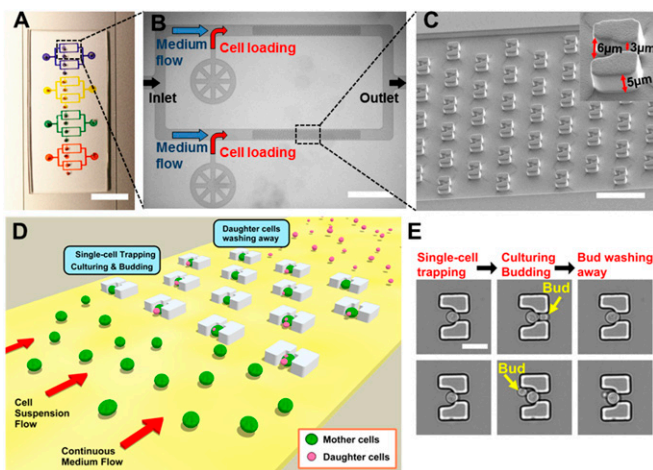 A
B
C
Medium
flow
Cell loading
Inlet
Outlet
Medium
flow
Cell loading
6μm
3μm
5μm
D
Single-cell Trapping
Culturing & Budding
Daughter cells
washing away
Cell
Suspension
Flow
Continuous
Medium Flow
Mother cells
Daughter cells
E
Single-cell
trapping
Culturing
Budding
Bud washing
away
Bud
Bud